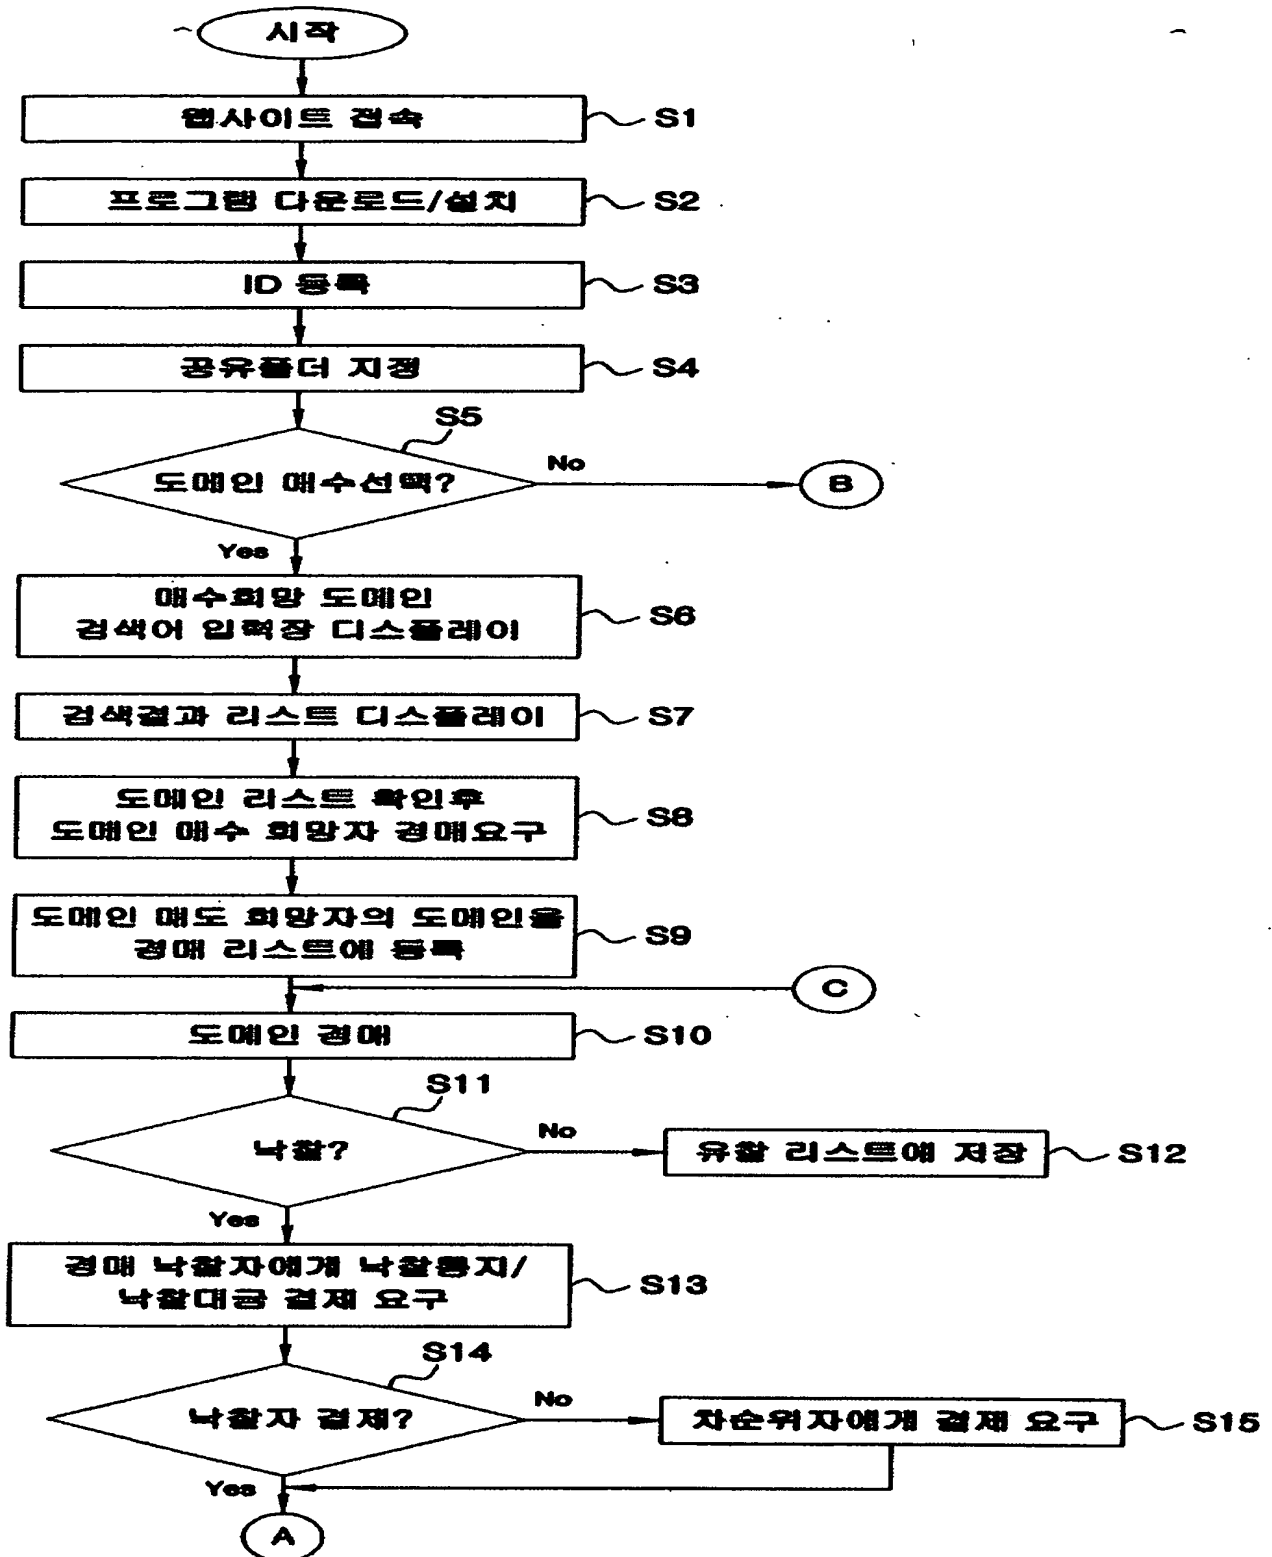 시작
웹사이트 접속
S1
프로그램 다운로드/설치
S2
ID 등록
S3
공유폴더 지정
S4
S5
도메인 매수선택?
No
B
Yes
매수희망 도메인
검색어 입력창 디스플레이
S6
검색결과 리스트 디스플레이
S7
도메인 리스트 확인후
도메인 매수 희망자 경매요구
S8
도메인 매도 희망자의 도메인을
경매 리스트에 등록
S9
C
도메인 경매
S10
S11
낙찰?
No
유찰 리스트에 저장
S12
Yes
경매 낙찰자에게 낙찰통지/
낙찰대금 결제 요구
S13
S14
낙찰자 결제?
No
차순위자에게 결제 요구
S15
Yes
A